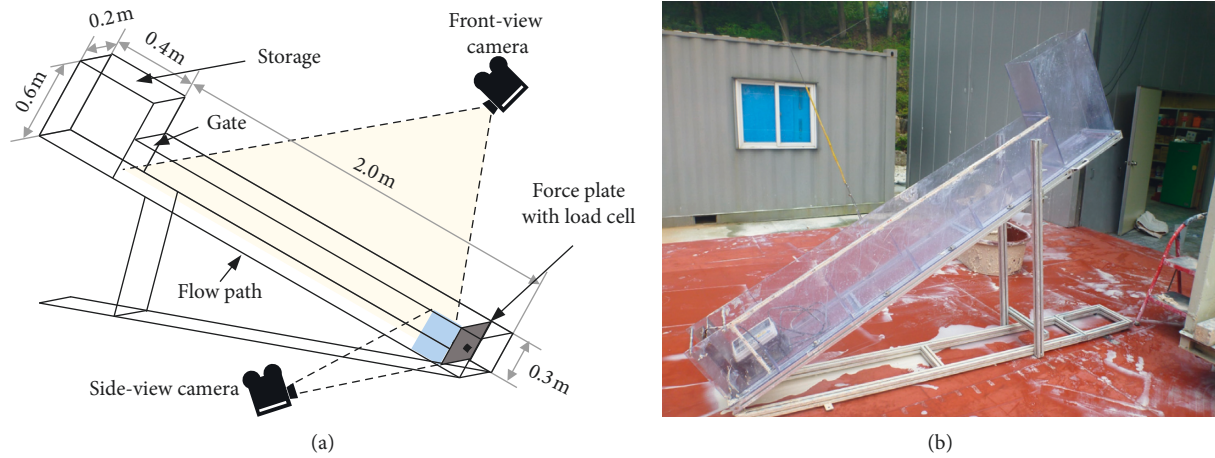 0.2 m
0.4 m
0.6 m
Storage
Gate
Front-view
camera
2.0 m
Force plate
with load cell
Flow path
Side-view camera
0.3 m
(a)
(b)